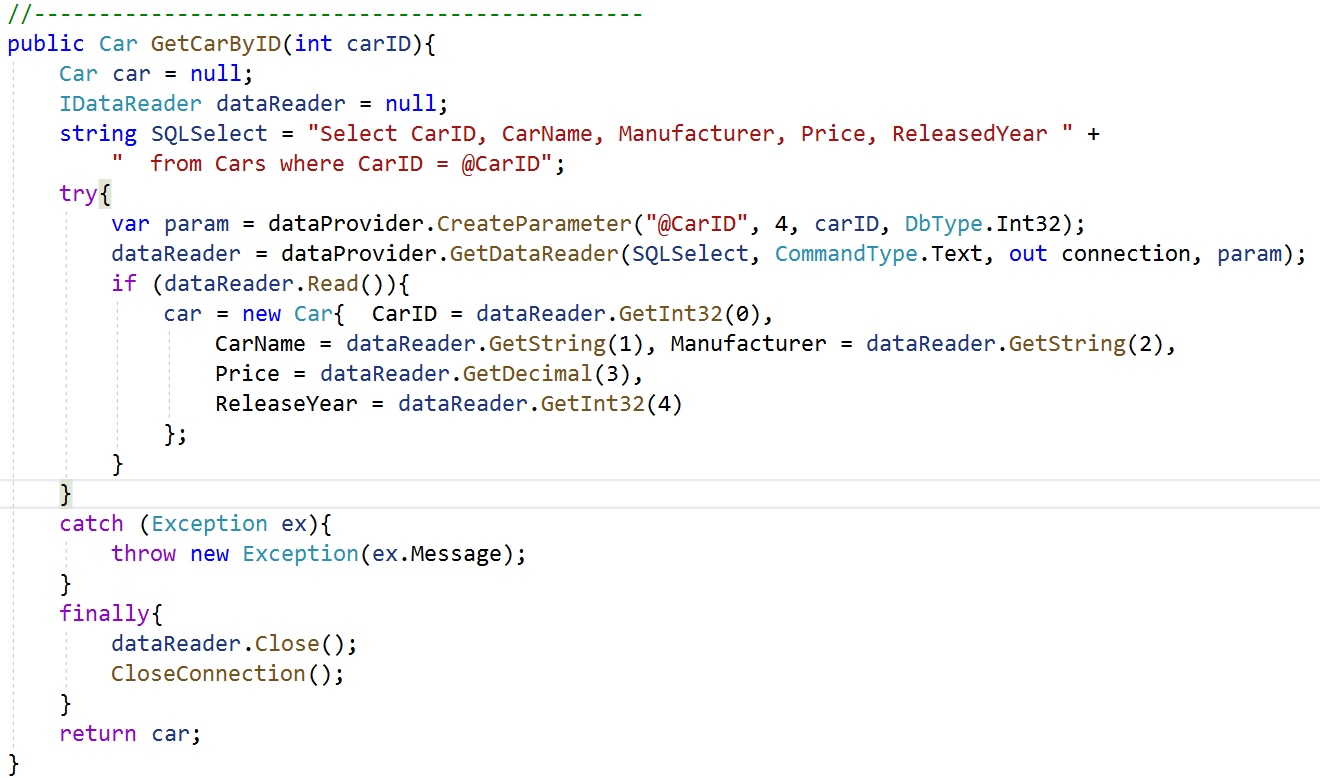 //-----------------------------------------------
public Car GetCarByID(int carID){
    Car car = null;
    IDataReader dataReader = null;
    string SQLSelect = "Select CarID, CarName, Manufacturer, Price, ReleasedYear " +
        "  from Cars where CarID = @CarID";
    try{
        var param = dataProvider.CreateParameter("@CarID", 4, carID, DbType.Int32);
        dataReader = dataProvider.GetDataReader(SQLSelect, CommandType.Text, out connection, param);
        if (dataReader.Read()){
            car = new Car{  CarID = dataReader.GetInt32(0),
                CarName = dataReader.GetString(1), Manufacturer = dataReader.GetString(2),
                Price = dataReader.GetDecimal(3),
                ReleaseYear = dataReader.GetInt32(4)
            };
        }
    }
    catch (Exception ex){
        throw new Exception(ex.Message);
    }
    finally{
        dataReader.Close();
        CloseConnection();
    }
    return car;
}